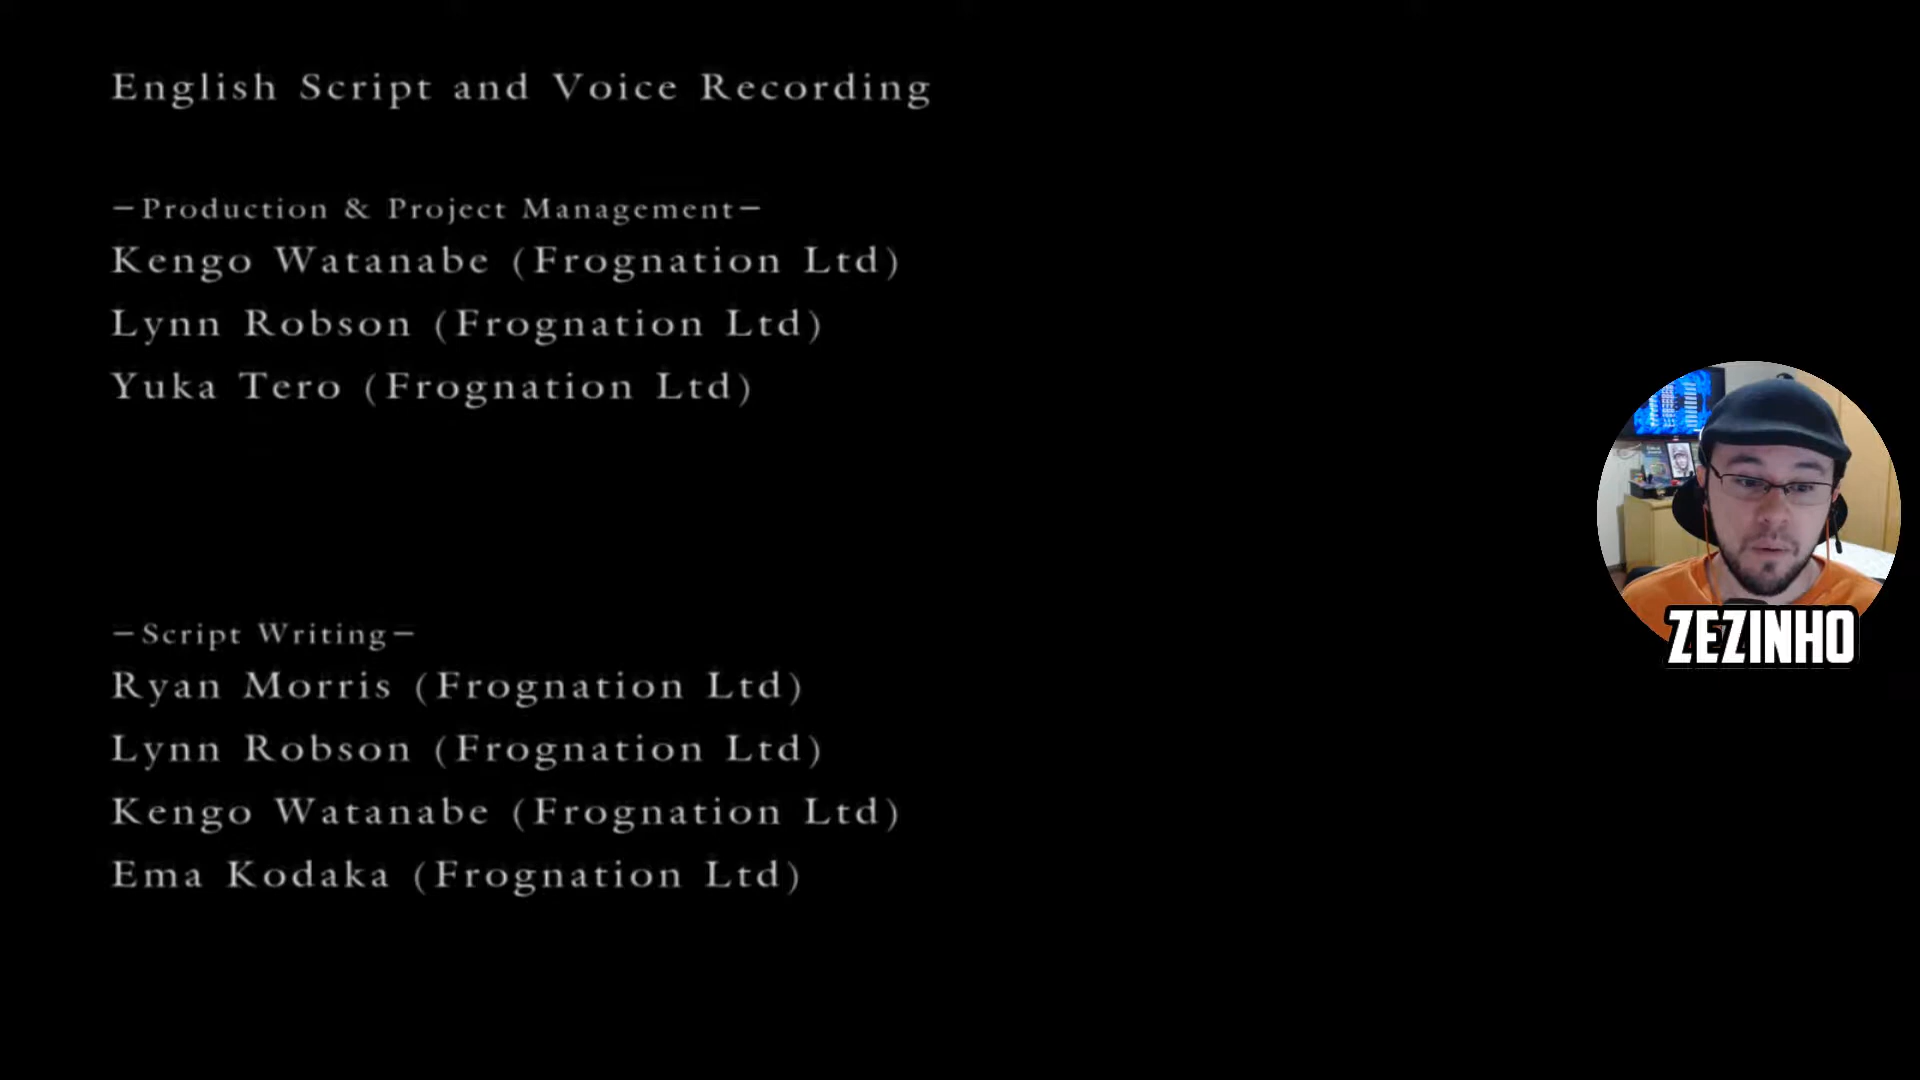 English Script and Voice Recording
—Production & Project Management—
Kengo Watanabe (Frognation Ltd)
Lynn Robson (Frognation Ltd)
Yuka Tero (Frognation Ltd)
—Script Writing—
Ryan Morris (Frognation Ltd)
Lynn Robson (Frognation Ltd)
Kengo Watanabe (Frognation Ltd)
Ema Kodaka (Frognation Ltd)
ZEZINHO